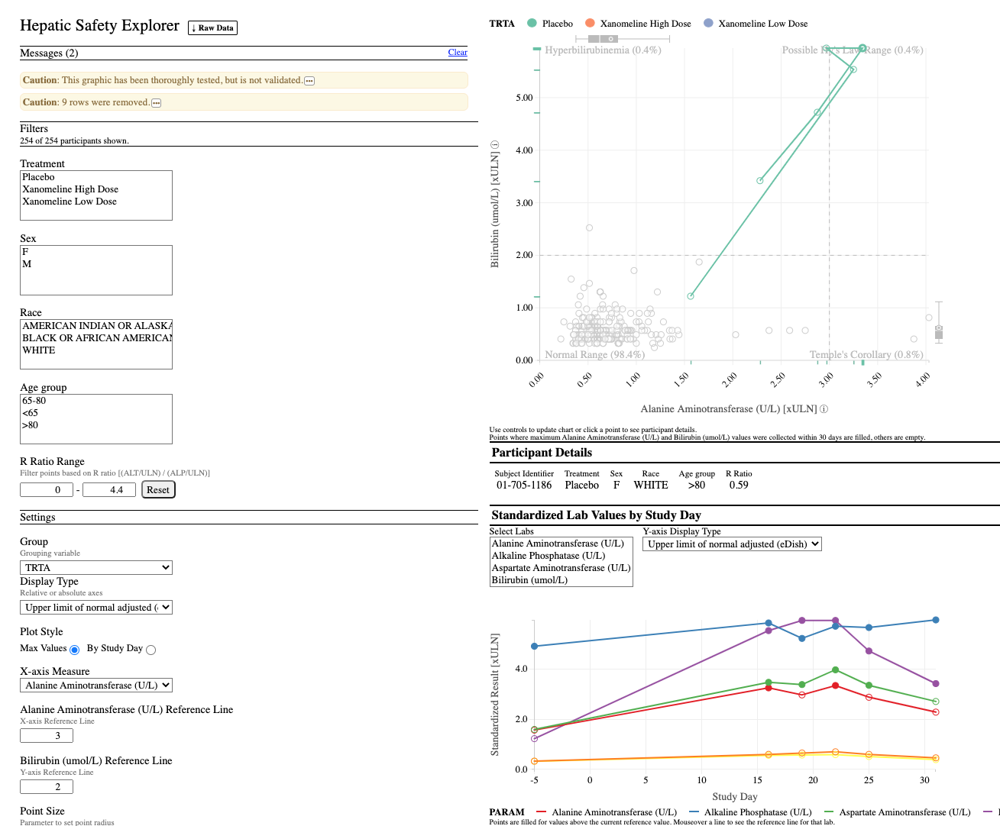 Hepatic Safety Explorer
↓ Raw Data
Messages (2)
Clear
Caution: This graphic has been thoroughly tested, but is not validated.
Caution: 9 rows were removed.
Filters
254 of 254 participants shown.
Treatment
Placebo
Xanomeline High Dose
Xanomeline Low Dose
Sex
F
M
Race
AMERICAN INDIAN OR ALASKA
BLACK OR AFRICAN AMERICAN
WHITE
Age group
65-80
<65
>80
R Ratio Range
Filter points based on R ratio [(ALT/ULN) / (ALP/ULN)]
0 - 4.4 Reset
Settings
Group
Grouping variable
TRTA
Display Type
Relative or absolute axes
Upper limit of normal adjusted (
Plot Style
Max Values By Study Day
X-axis Measure
Alanine Aminotransferase (U/L)
Alanine Aminotransferase (U/L) Reference Line
X-axis Reference Line
3
Bilirubin (umol/L) Reference Line
Y-axis Reference Line
2
Point Size
Parameter to set point radius
TRTA Placebo Xanomeline High Dose Xanomeline Low Dose
Hyperbilirubinemia (0.4%)
Possible Hy's Law Range (0.4%)
5.00
4.00
3.00
2.00
1.00
0.00
Bilirubin (umol/L) [xULN] ⓘ
Normal Range (98.4%)
Temple's Corollary (0.8%)
0.00 0.50 1.00 1.50 2.00 2.50 3.00 3.50 4.00
Alanine Aminotransferase (U/L) [xULN] ⓘ
Use controls to update chart or click a point to see participant details.
Points where maximum Alanine Aminotransferase (U/L) and Bilirubin (umol/L) values were collected within 30 days are filled, others are empty.
Participant Details
Subject Identifier Treatment Sex Race Age group R Ratio
01-705-1186 Placebo F WHITE >80 0.59
Standardized Lab Values by Study Day
Select Labs
Alanine Aminotransferase (U/L)
Alkaline Phosphatase (U/L)
Aspartate Aminotransferase (U/L)
Bilirubin (umol/L)
Y-axis Display Type
Upper limit of normal adjusted (eDish)
Standardized Result [xULN]
4.0
2.0
0.0
-5 0 5 10 15 20 25 30
Study Day
PARAM Alanine Aminotransferase (U/L) Alkaline Phosphatase (U/L) Aspartate Aminotransferase (U/L)
Points are filled for values above the current reference value. Mouseover a line to see the reference line for that lab.